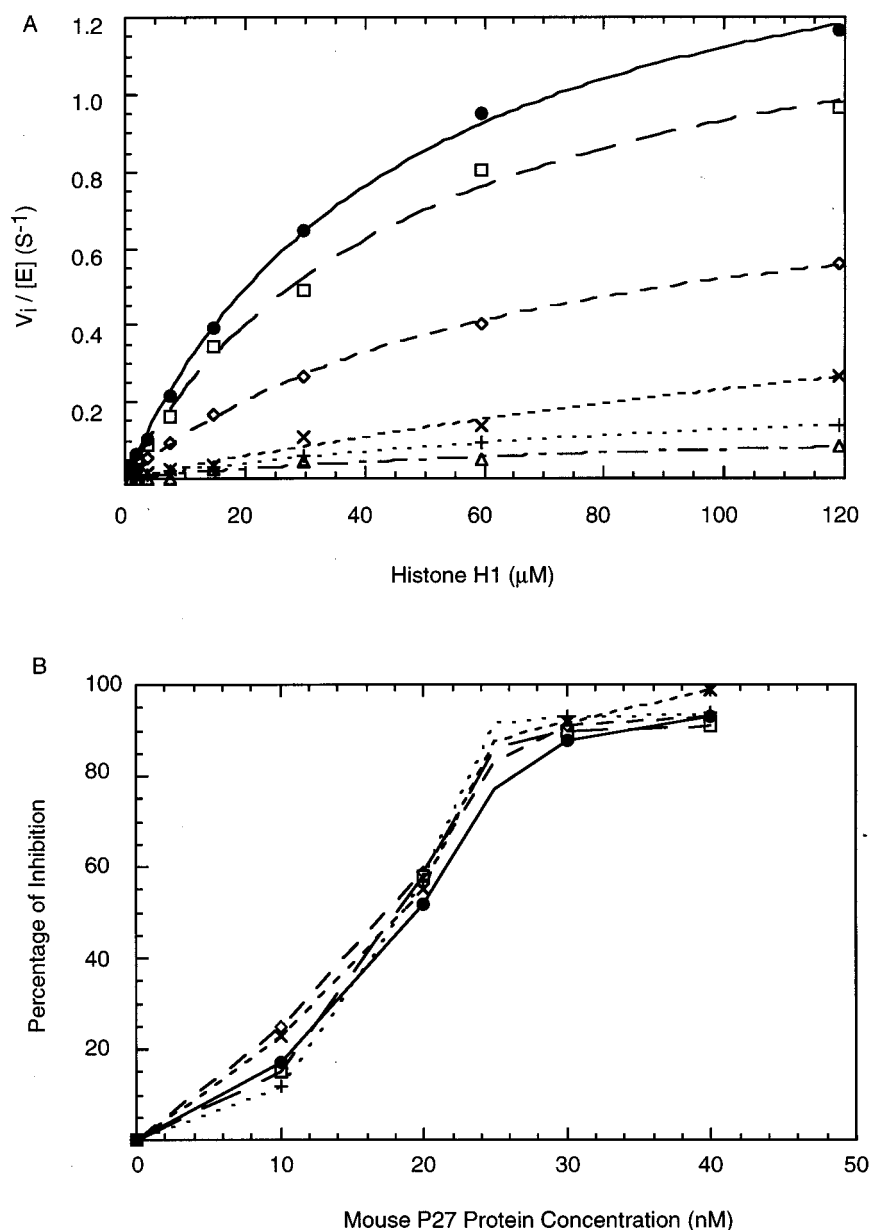 A
1.2
1.0
0.8
0.6
0.4
0.2
Vi / [E] (S-1)
0 20 40 60 80 100 120
Histone H1 (μM)
B
100
80
60
40
20
Percentage of Inhibition
0 10 20 30 40 50
Mouse P27 Protein Concentration (nM)